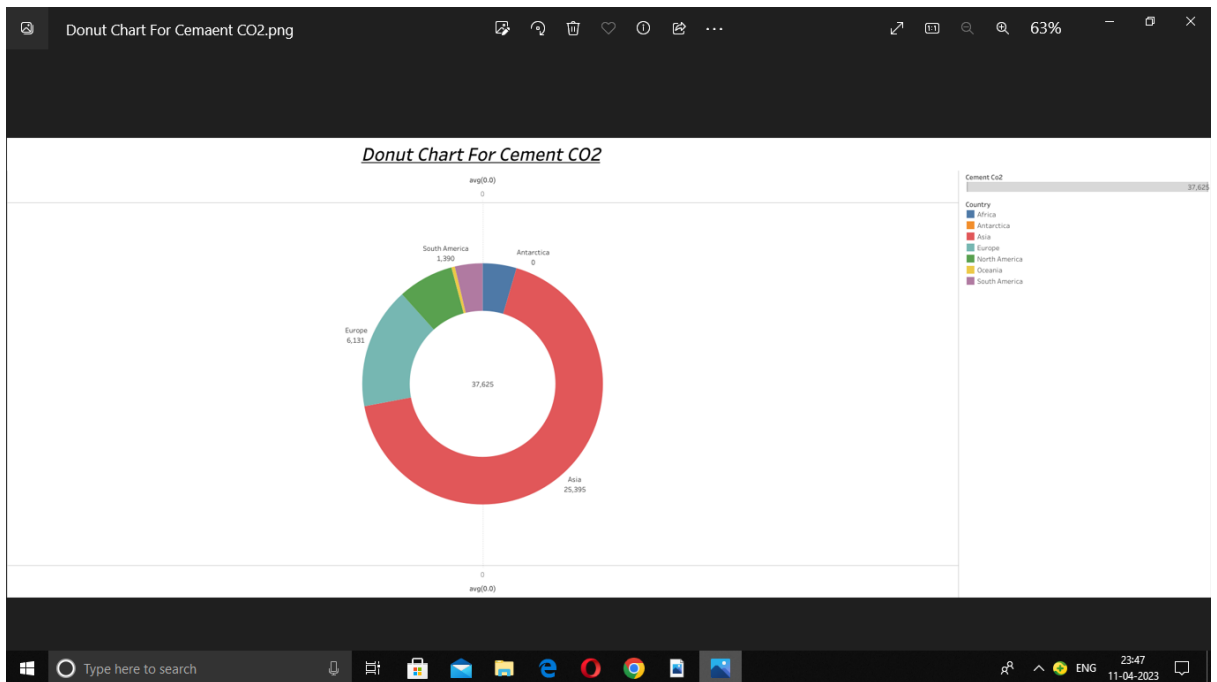 Donut Chart For Cemaent CO2.png
63%
Donut Chart For Cement CO2
avg(0.0)
0
Cement Co2
37,625
Country
Africa
Antarctica
Asia
Europe
North America
Oceania
South America
South America
1,390
Antarctica
0
Europe
6,131
37,625
Asia
25,395
0
avg(0.0)
Type here to search
ENG
23:47
11-04-2023